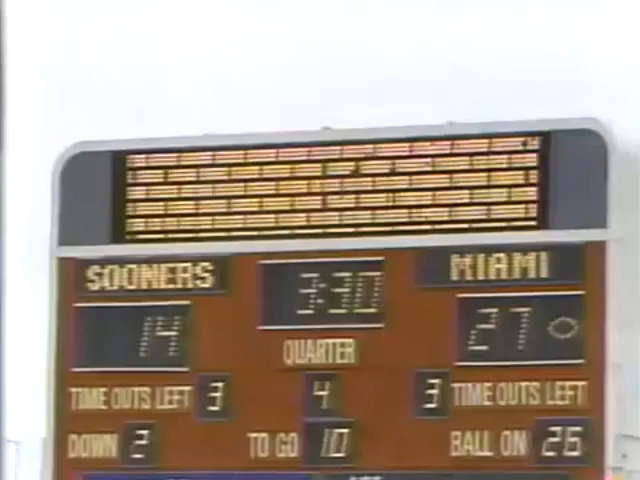 SOONERS 3:30 MIAMI
14 27
QUARTER
TIME OUTS LEFT 3 4 3 TIME OUTS LEFT
DOWN 2 TO GO 10 BALL ON 26